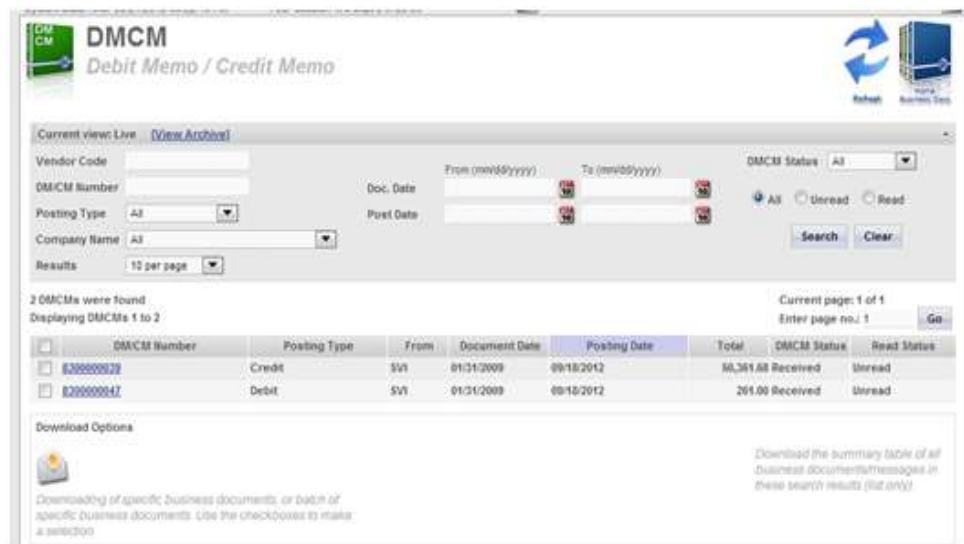 DM
CM
DMCM
Debit Memo / Credit Memo
Refresh
Home
Business Docs
Current view: Live [View Archive]
Vendor Code
DM/CM Number
Posting Type All
Company Name All
Results 10 per page
From (mm/dd/yyyy) To (mm/dd/yyyy)
Doc. Date
Post Date
DMCM Status All
All Unread Read
Search Clear
2 DMCMs were found
Displaying DMCMs 1 to 2
Current page: 1 of 1
Enter page no.: 1 Go
DM/CM Number Posting Type From Document Date Posting Date Total DMCM Status Read Status
Credit SVI 01/31/2009 09/18/2012 Received Unread
8300000047 Debit SVI 01/31/2009 09/18/2012 261.00 Received Unread
Download Options
Downloading of specific business documents, or batch of
specific business documents. Use the checkboxes to make
a selection
Download the summary table of all
business documents/messages in
these search results (list only)